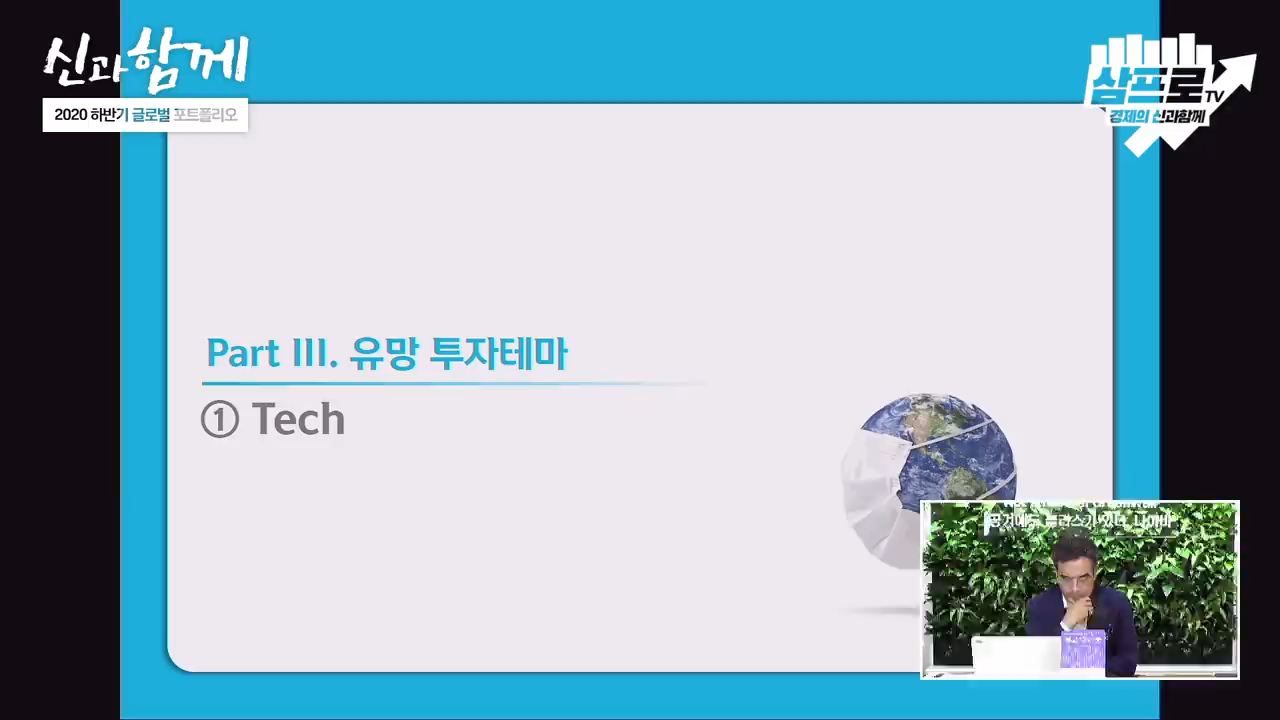 신과함께
2020 하반기 글로벌 포트폴리오
삼프로TV
경제의 신과함께
Part III. 유망 투자테마
① Tech